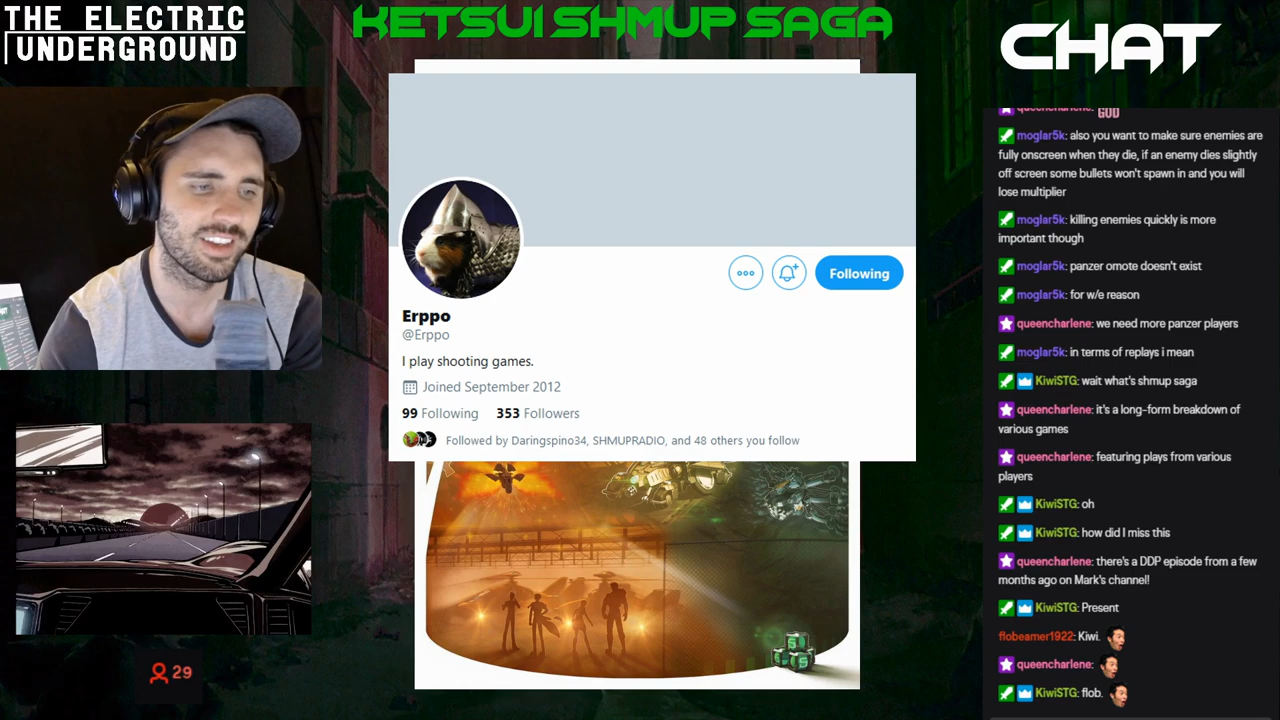 THE ELECTRIC
UNDERGROUND
KETSUI SHMUP SAGA
CHAT
Following
Erppo
@Erppo
I play shooting games.
Joined September 2012
99 Following 353 Followers
Followed by Daringspino34, SHMUPRADIO, and 48 others you follow
29
queencharlene: GOD
moglar5k: also you want to make sure enemies are
fully onscreen when they die, if an enemy dies slightly
off screen some bullets won't spawn in and you will
lose multiplier
moglar5k: killing enemies quickly is more
important though
moglar5k: panzer omote doesn't exist
moglar5k: for w/e reason
queencharlene: we need more panzer players
moglar5k: in terms of replays i mean
KiwiSTG: wait what's shmup saga
queencharlene: it's a long-form breakdown of
various games
queencharlene: featuring plays from various
players
KiwiSTG: oh
KiwiSTG: how did I miss this
queencharlene: there's a DDP episode from a few
months ago on Mark's channel!
KiwiSTG: Present
flobeamer1922: Kiwi.
queencharlene:
KiwiSTG: flob.